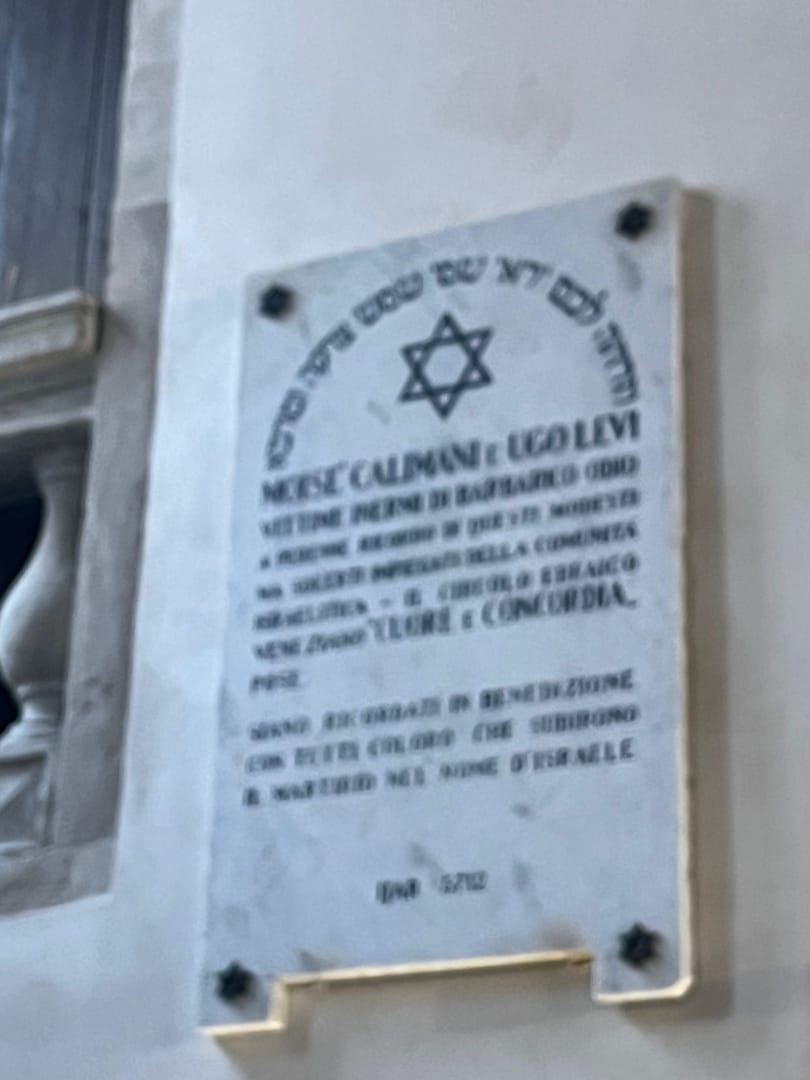 MOISE' CALIMANI E UGO LEVI
VITTIME INERMI DI BARBARICO ODIO
A PERENNE RICORDO DI QUESTI MODESTI
MA SOLERTI IMPIEGATI DELLA COMUNITÀ
ISRAELITICA - IL CIRCOLO EBRAICO
VENEZIANO "CUORE E CONCORDIA"
POSE
SIANO RICORDATI IN BENEDIZIONE
CON TUTTI COLORO CHE SUBIRONO
IL MARTIRIO NEL NOME D'ISRAELE
5712